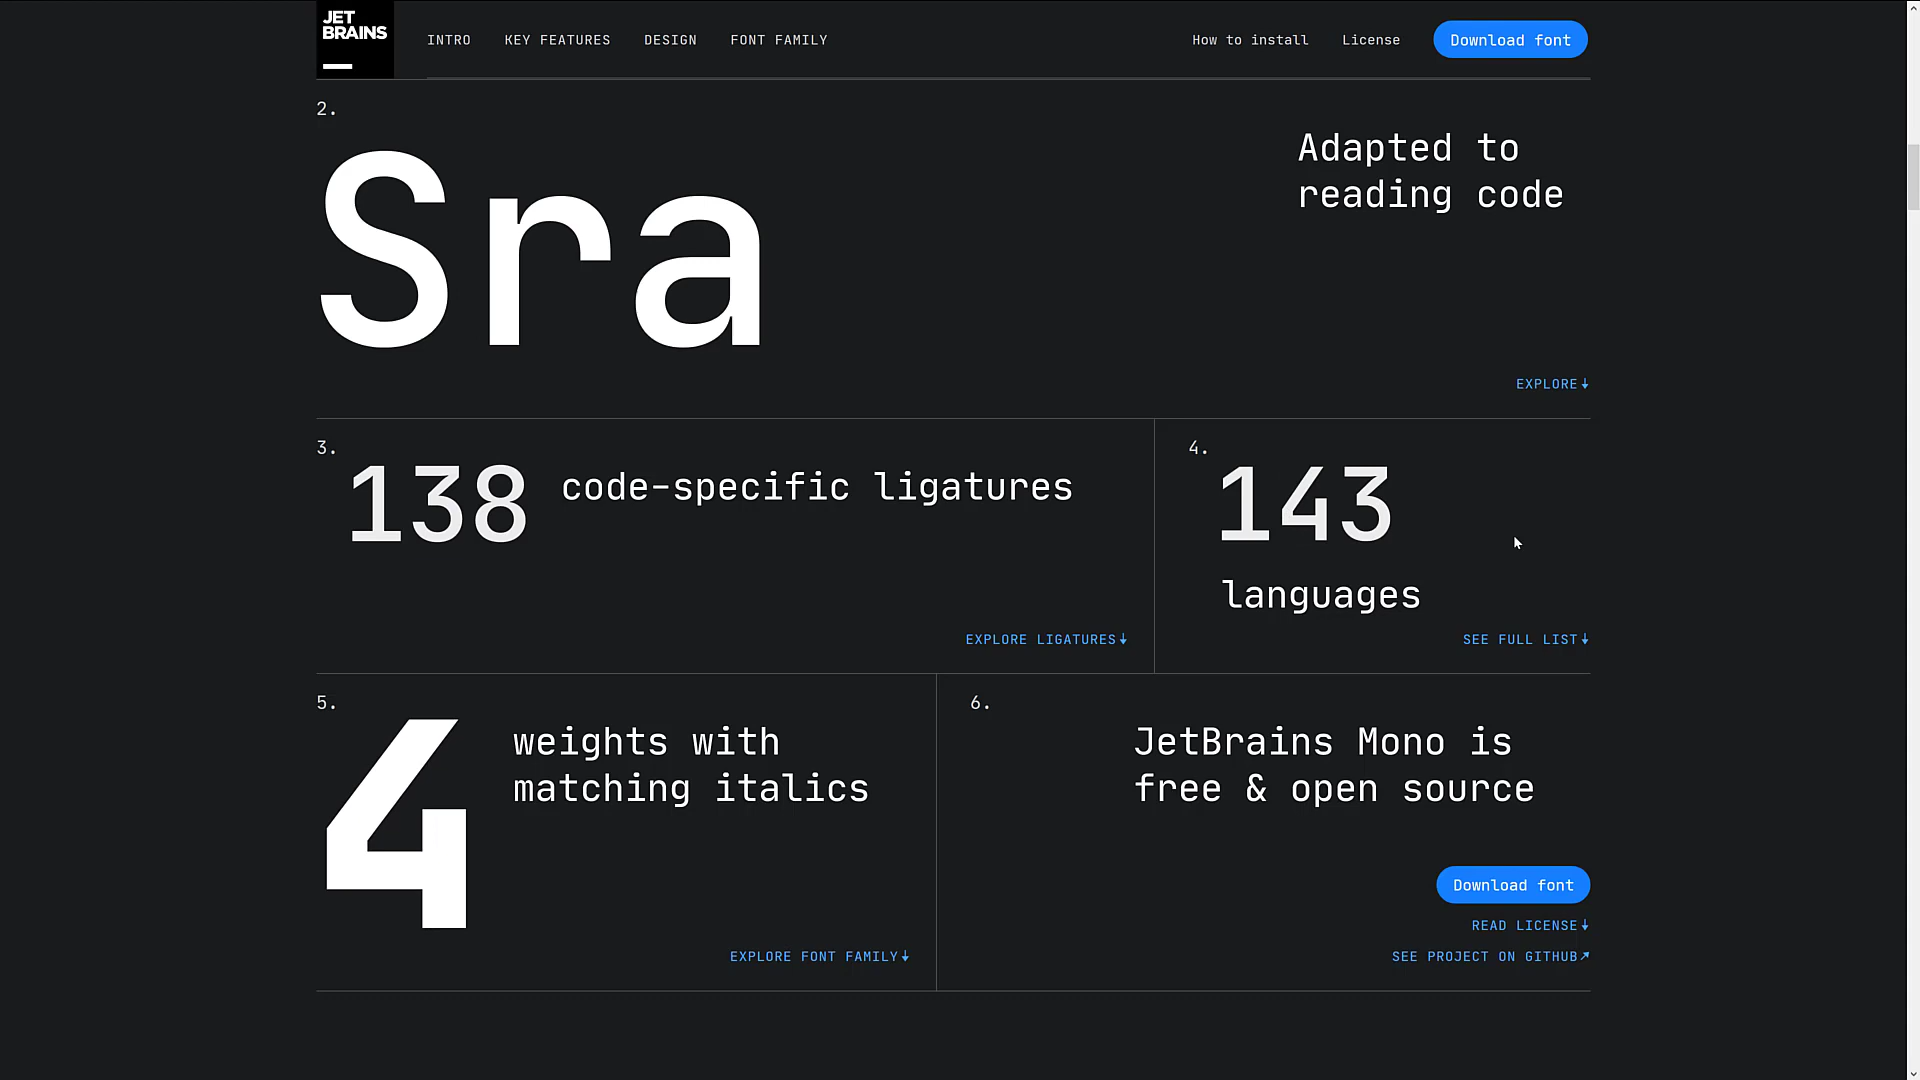 JET
BRAINS
INTRO KEY FEATURES DESIGN FONT FAMILY How to install License Download font
2.
Sra
Adapted to
reading code
EXPLORE↓
3.
138 code-specific ligatures
EXPLORE LIGATURES↓
4.
143
languages
SEE FULL LIST↓
5.
4
weights with
matching italics
EXPLORE FONT FAMILY↓
6.
JetBrains Mono is
free & open source
Download font
READ LICENSE↓
SEE PROJECT ON GITHUB↗